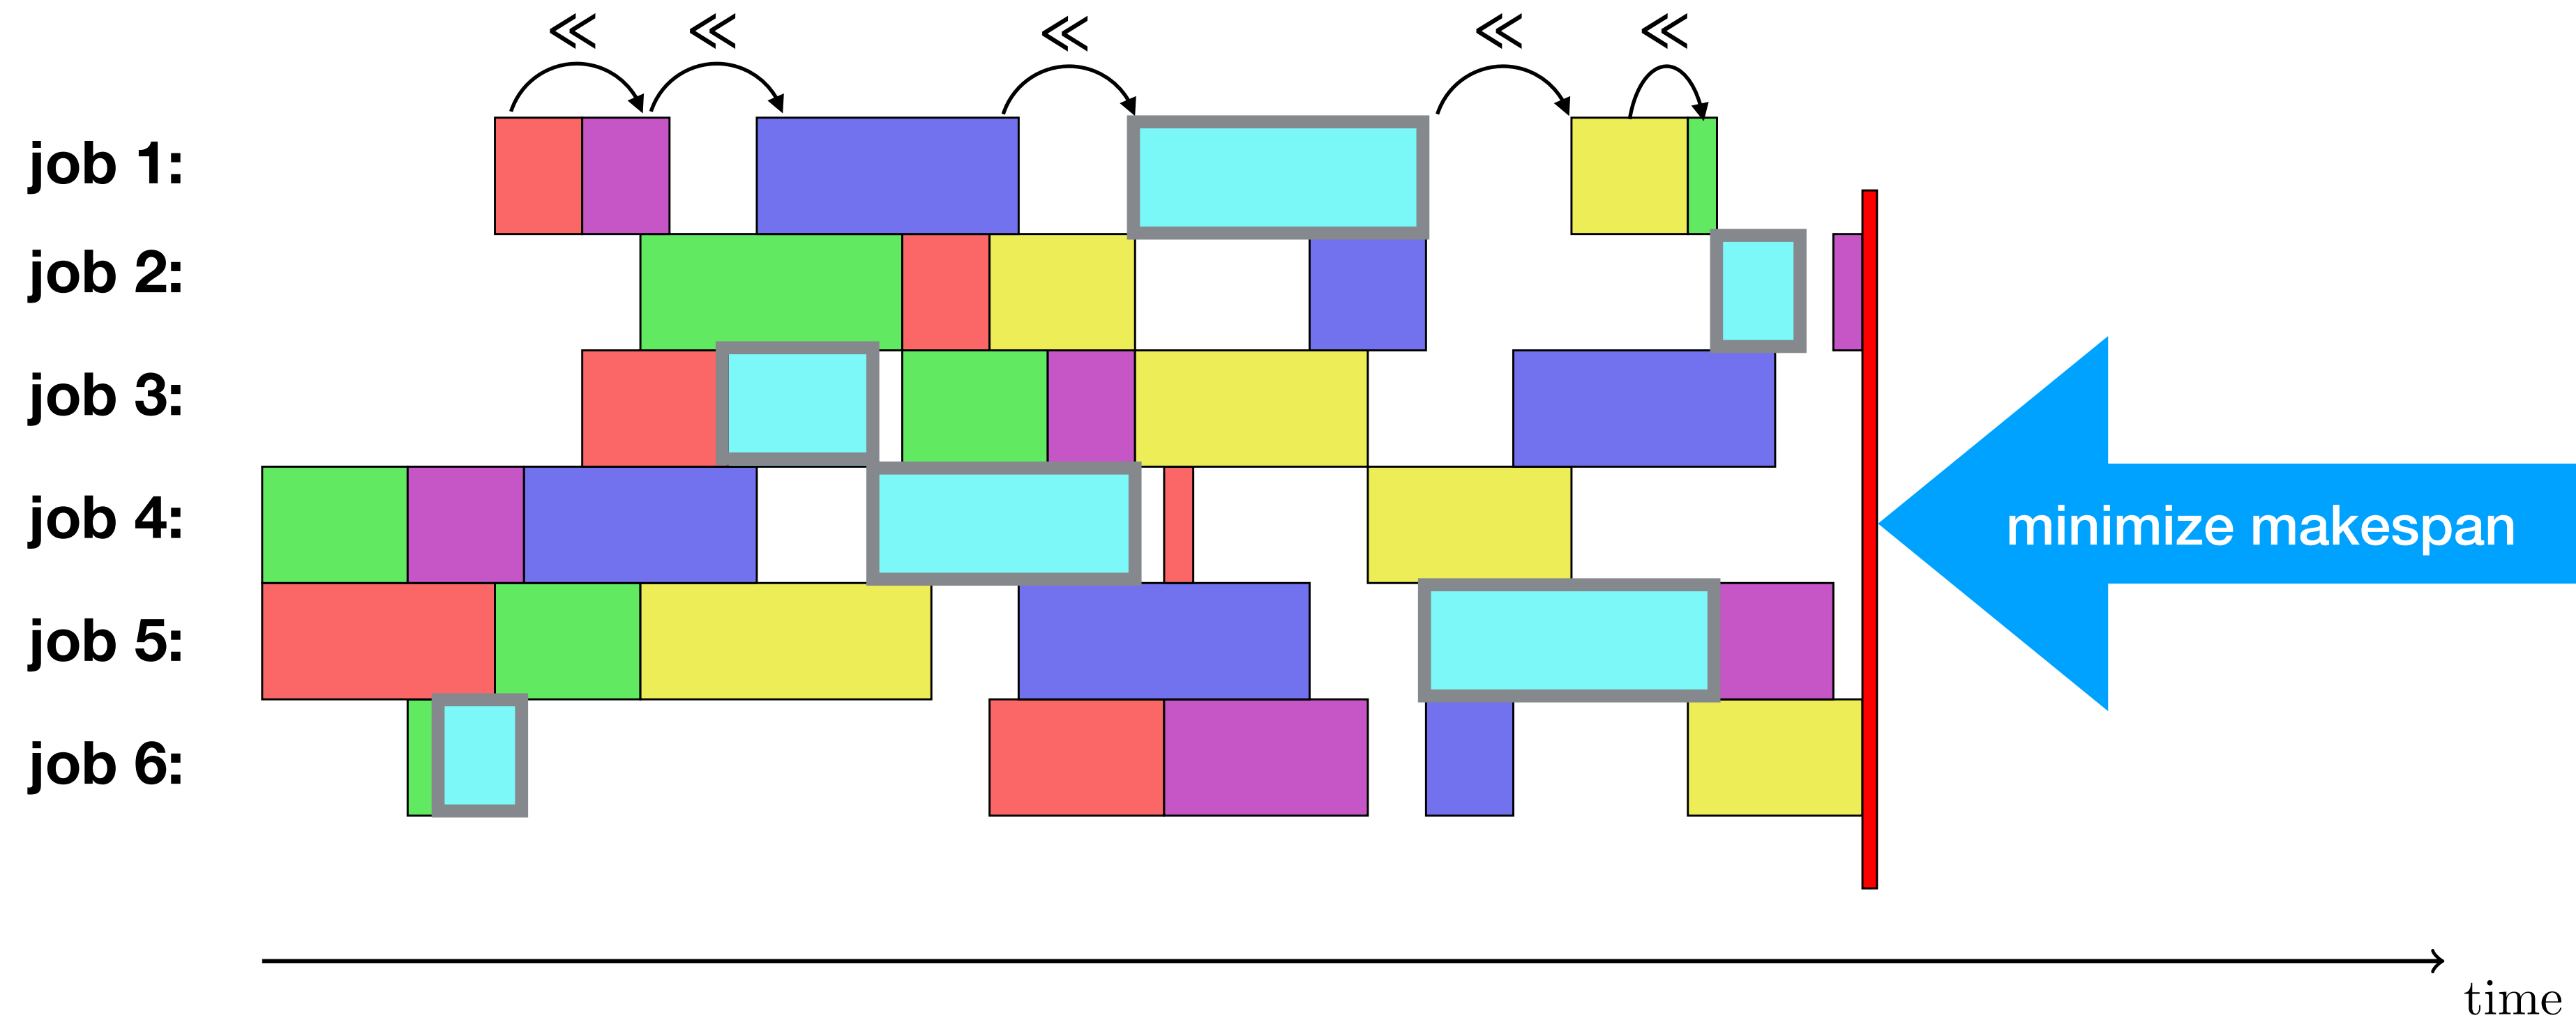 ≪ ≪ ≪ ≪ ≪
job 1:
job 2:
job 3:
job 4:
minimize makespan
job 5:
job 6:
time